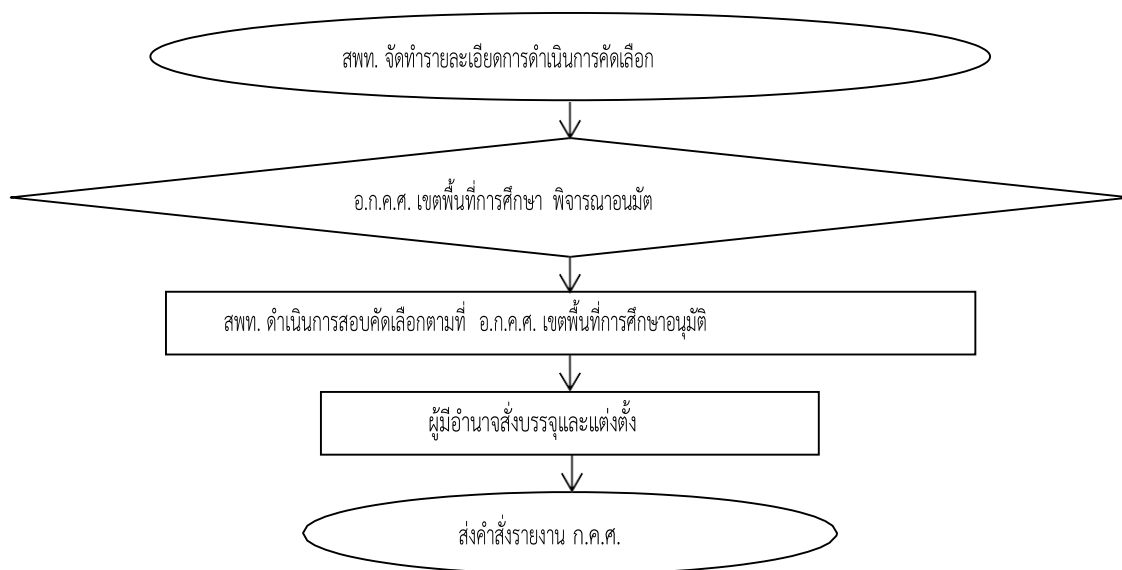 สพท. จัดทำรายละเอียดการดำเนินการคัดเลือก
อ.ก.ค.ศ. เขตพื้นที่การศึกษา พิจารณาอนมัต
สพท. ดำเนินการสอบคัดเลือกตามที่ อ.ก.ค.ศ. เขตพื้นที่การศึกษาอนุมัติ
ผู้มีอำนาจสั่งบรรจุและแต่งตั้ง
ส่งคำสั่งรายงาน ก.ค.ศ.